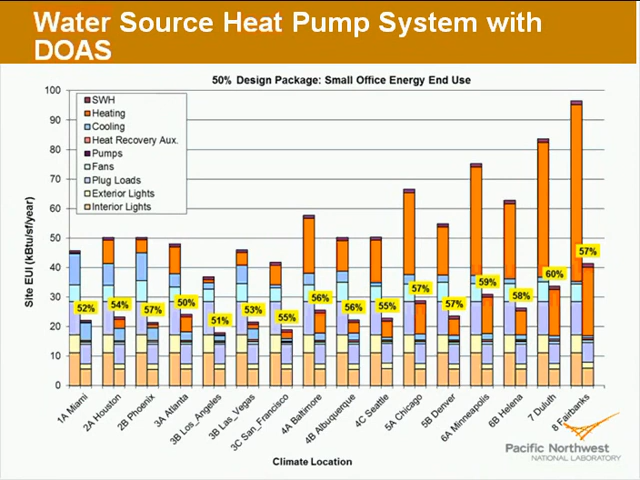 Water Source Heat Pump System with
DOAS
50% Design Package: Small Office Energy End Use
100
90
80
70
60
50
40
30
20
10
0
Site EUI (kBtu/sf/year)
SWH
Heating
Cooling
Heat Recovery Aux.
Pumps
Fans
Plug Loads
Exterior Lights
Interior Lights
52%
54%
57%
50%
51%
53%
55%
56%
56%
55%
57%
57%
59%
58%
60%
57%
1A Miami
2A Houston
2B Phoenix
3A Atlanta
3B Los_Angeles
3B Las_Vegas
3C San_Francisco
4A Baltimore
4B Albuquerque
4C Seattle
5A Chicago
5B Denver
6A Minneapolis
6B Helena
7 Duluth
8 Fairbanks
Climate Location
Pacific Northwest
NATIONAL LABORATORY